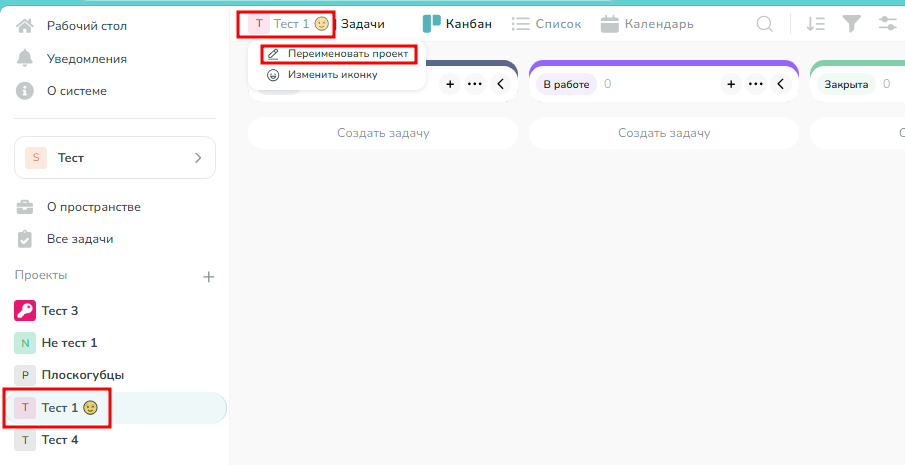 Рабочий стол
Уведомления
О системе
S Тест
О пространстве
Все задачи
Проекты
Тест 3
N Не тест 1
P Плоскогубцы
T Тест 1
T Тест 4
T Тест 1 Задачи Канбан Список Календарь
Переименовать проект
Изменить иконку
В работе 0
Закрыта 0
Создать задачу Создать задачу